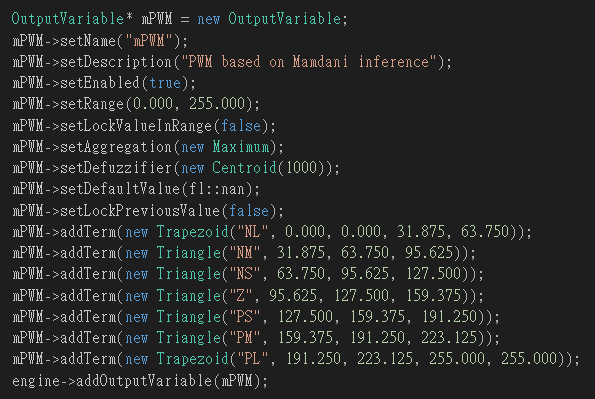 OutputVariable* mPWM = new OutputVariable;
mPWM->setName("mPWM");
mPWM->setDescription("PWM based on Mamdani inference");
mPWM->setEnabled(true);
mPWM->setRange(0.000, 255.000);
mPWM->setLockValueInRange(false);
mPWM->setAggregation(new Maximum);
mPWM->setDefuzzifier(new Centroid(1000));
mPWM->setDefaultValue(fl::nan);
mPWM->setLockPreviousValue(false);
mPWM->addTerm(new Trapezoid("NL", 0.000, 0.000, 31.875, 63.750));
mPWM->addTerm(new Triangle("NM", 31.875, 63.750, 95.625));
mPWM->addTerm(new Triangle("NS", 63.750, 95.625, 127.500));
mPWM->addTerm(new Triangle("Z", 95.625, 127.500, 159.375));
mPWM->addTerm(new Triangle("PS", 127.500, 159.375, 191.250));
mPWM->addTerm(new Triangle("PM", 159.375, 191.250, 223.125));
mPWM->addTerm(new Trapezoid("PL", 191.250, 223.125, 255.000, 255.000));
engine->addOutputVariable(mPWM);